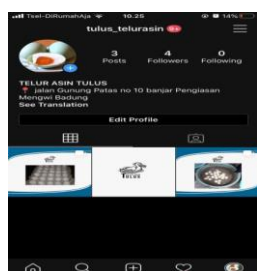 Tsel-DiRumahAja 10.25 14%
tulus_telurasin
3 4 0
Posts Followers Following
TELUR ASIN TULUS
jalan Gunung Patas no 10 banjar Pengiasan
Mengwi Badung
See Translation
Edit Profile
TULUS